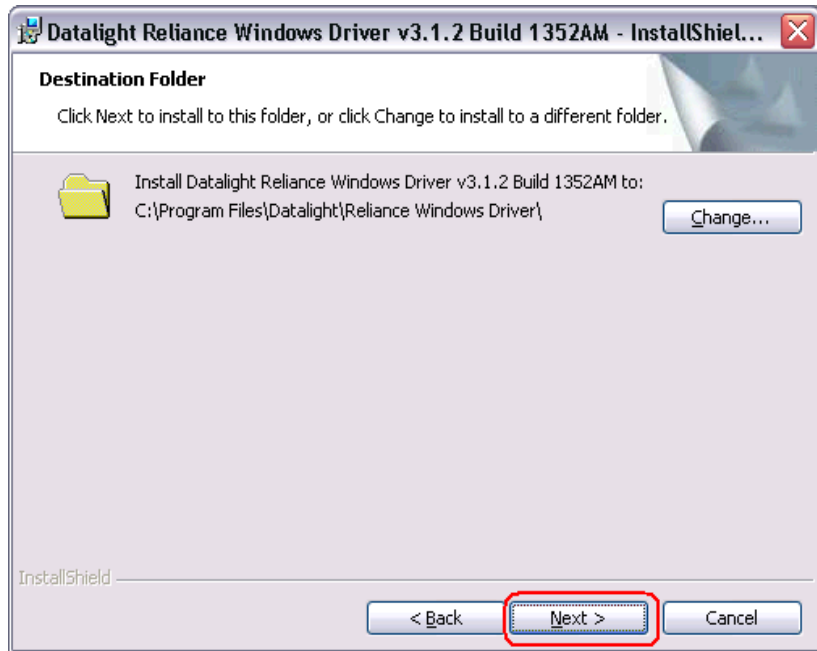 Datalight Reliance Windows Driver v3.1.2 Build 1352AM - InstallShiel...
Destination Folder
Click Next to install to this folder, or click Change to install to a different folder.
Install Datalight Reliance Windows Driver v3.1.2 Build 1352AM to:
C:\Program Files\Datalight\Reliance Windows Driver\
Change...
InstallShield
< Back Next > Cancel